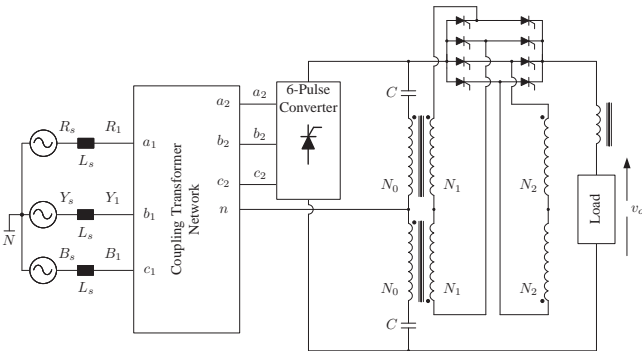 R_s
R_1
L_s
a_1
Y_s
Y_1
L_s
b_1
N
B_s
B_1
L_s
c_1
Coupling Transformer
Network
a_2
b_2
c_2
n
a_2
b_2
c_2
6-Pulse
Converter
C
N_0
N_1
N_2
N_0
N_1
N_2
C
Load